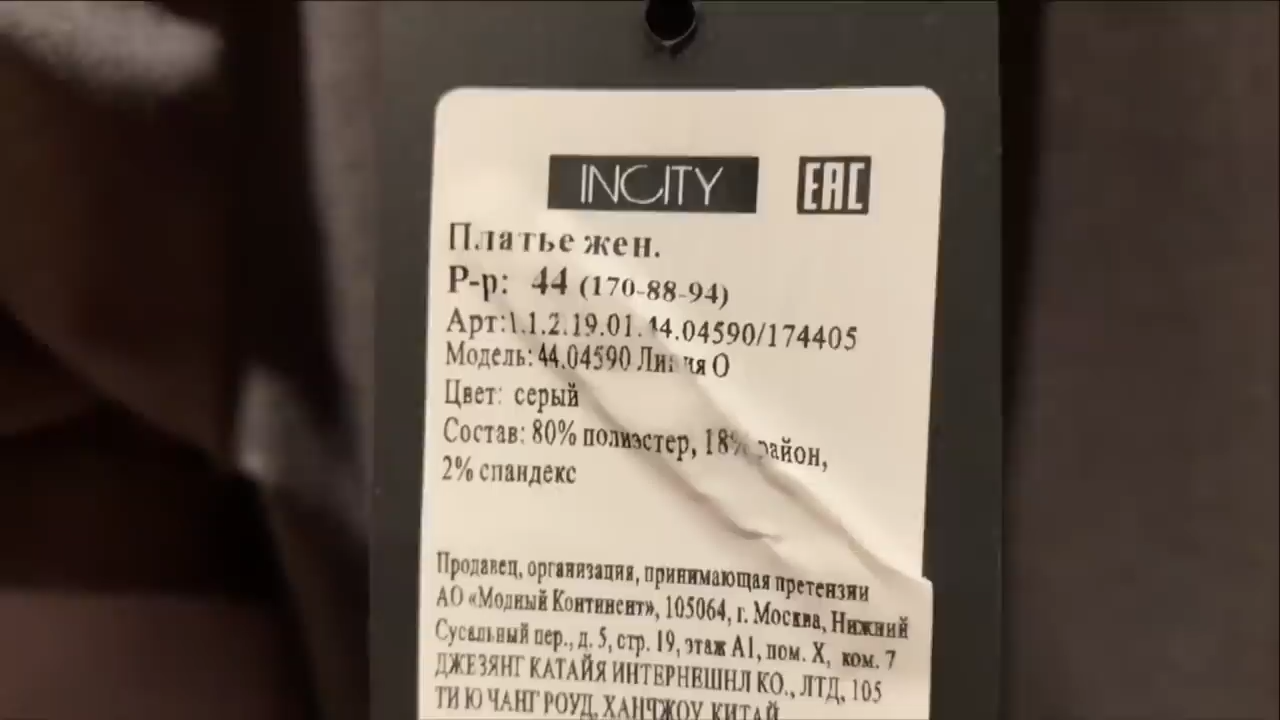 INCITY EAC
Платье жен.
Р-р: 44 (170-88-94)
Арт:1.1.2.19.01.44.04590/174405
Модель: 44.04590 Линия О
Цвет: серый
Состав: 80% полиэстер, 18% район,
2% спандекс
Продавец, организация, принимающая претензии
АО «Модный Континент», 105064, г. Москва, Нижний
Сусальный пер., д. 5, стр. 19, этаж А1, пом. X, ком. 7
ДЖЕЗЯНГ КАТАЙЯ ИНТЕРНЕШНЛ КО., ЛТД, 105
ТИ Ю ЧАНГ РОУД, ХАНЧЖОУ, КИТАЙ